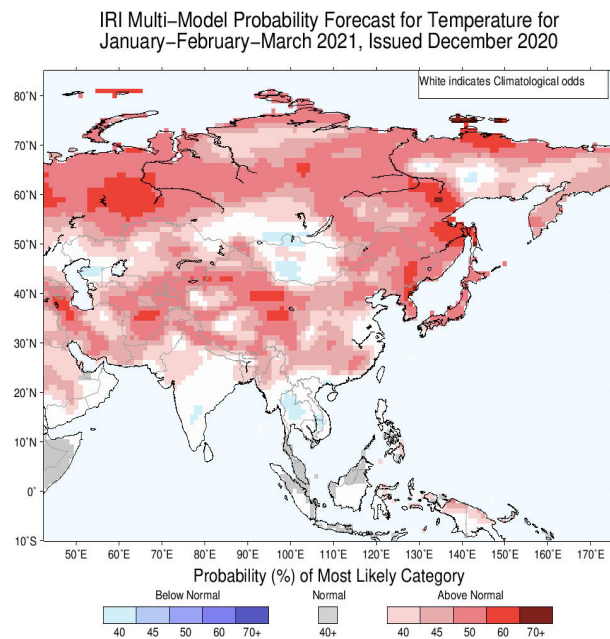 IRI Multi-Model Probability Forecast for Temperature for
January-February-March 2021, Issued December 2020
White indicates Climatological odds
80˚N
70˚N
60˚N
50˚N
40˚N
30˚N
20˚N
10˚N
0˚
10˚S
50˚E 60˚E 70˚E 80˚E 90˚E 100˚E 110˚E 120˚E 130˚E 140˚E 150˚E 160˚E 170˚E
Probability (%) of Most Likely Category
Below Normal Normal Above Normal
40 45 50 60 70+ 40+ 40 45 50 60 70+